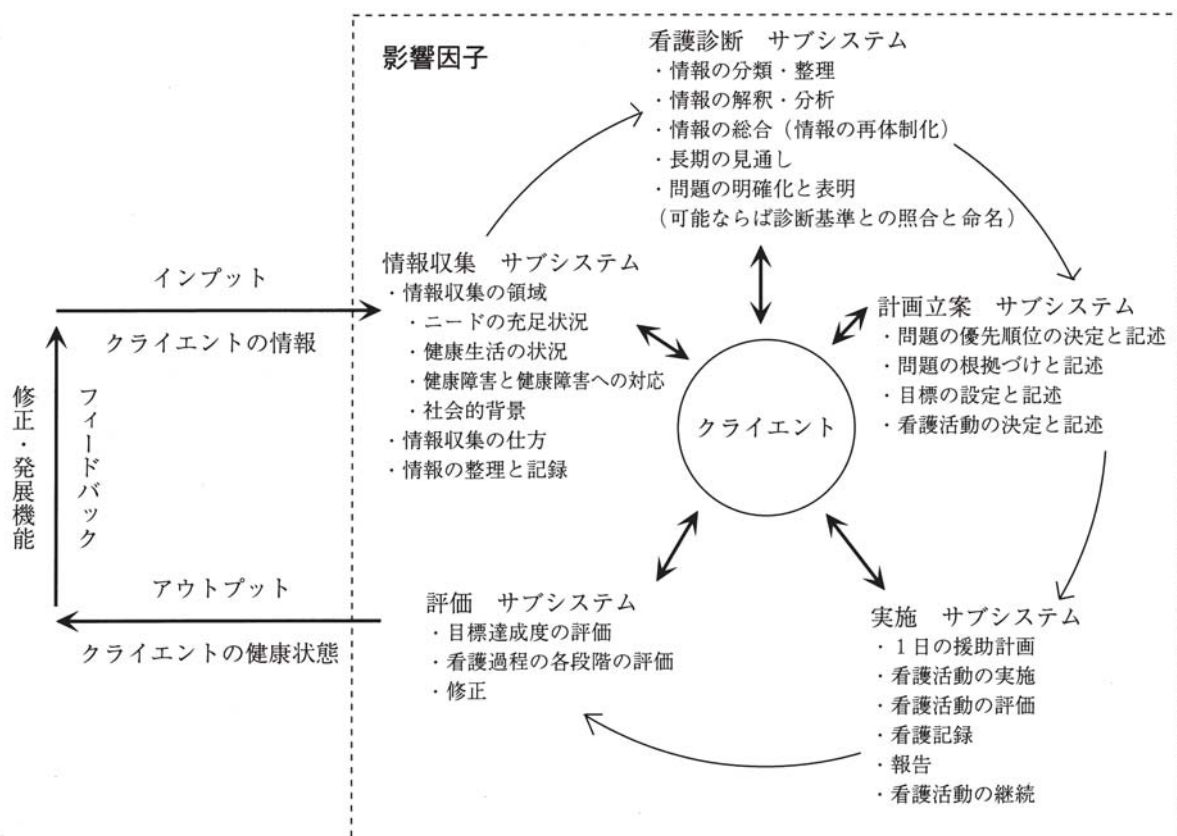 影響因子
看護診断 サブシステム
・情報の分類・整理
・情報の解釈・分析
・情報の総合（情報の再体制化）
・長期の見通し
・問題の明確化と表明
（可能ならば診断基準との照合と命名）
インプット
クライエントの情報
情報収集 サブシステム
・情報収集の領域
・ニードの充足状況
・健康生活の状況
・健康障害と健康障害への対応
・社会的背景
・情報収集の仕方
・情報の整理と記録
計画立案 サブシステム
・問題の優先順位の決定と記述
・問題の根拠づけと記述
・目標の設定と記述
・看護活動の決定と記述
クライエント
修正・発展機能
フィードバック
アウトプット
クライエントの健康状態
評価 サブシステム
・目標達成度の評価
・看護過程の各段階の評価
・修正
実施 サブシステム
・１日の援助計画
・看護活動の実施
・看護活動の評価
・看護記録
・報告
・看護活動の継続